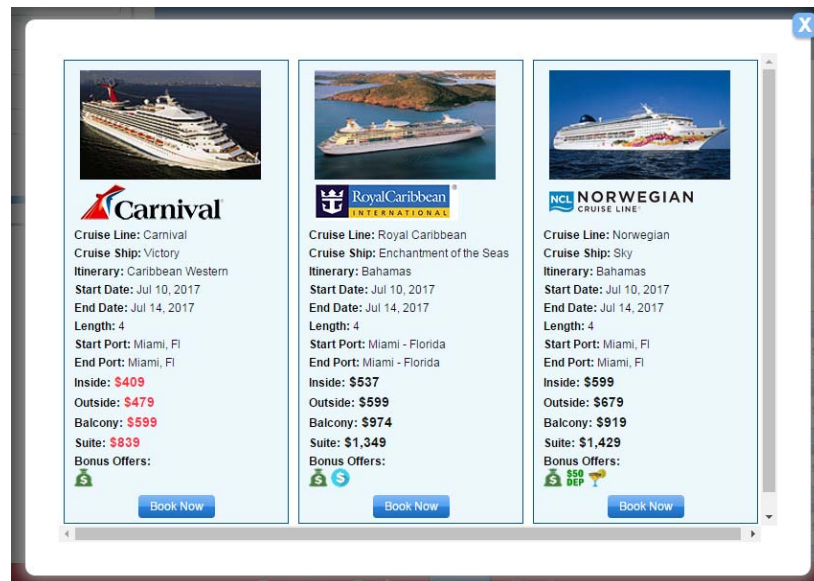 X
Carnival
Cruise Line: Carnival
Cruise Ship: Victory
Itinerary: Caribbean Western
Start Date: Jul 10, 2017
End Date: Jul 14, 2017
Length: 4
Start Port: Miami, Fl
End Port: Miami, Fl
Inside: $409
Outside: $479
Balcony: $599
Suite: $839
Bonus Offers:
$
Book Now
RoyalCaribbean ®
INTERNATIONAL
Cruise Line: Royal Caribbean
Cruise Ship: Enchantment of the Seas
Itinerary: Bahamas
Start Date: Jul 10, 2017
End Date: Jul 14, 2017
Length: 4
Start Port: Miami - Florida
End Port: Miami - Florida
Inside: $537
Outside: $599
Balcony: $974
Suite: $1,349
Bonus Offers:
$ $
Book Now
NCL NORWEGIAN
CRUISE LINE
Cruise Line: Norwegian
Cruise Ship: Sky
Itinerary: Bahamas
Start Date: Jul 10, 2017
End Date: Jul 14, 2017
Length: 4
Start Port: Miami, Fl
End Port: Miami, Fl
Inside: $599
Outside: $679
Balcony: $919
Suite: $1,429
Bonus Offers:
$ $50
DEP
Book Now